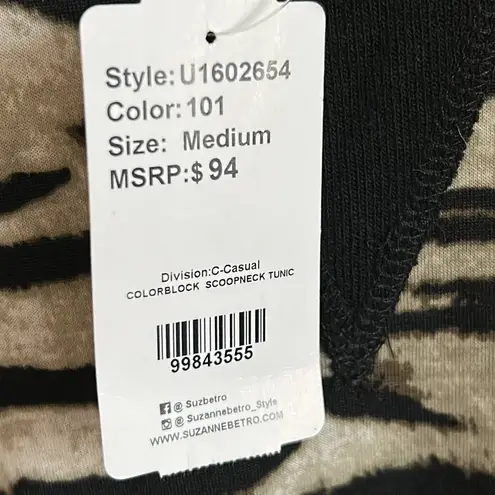 Style: U1602654
Color: 101
Size: Medium
MSRP:$ 94
Division:C-Casual
COLORBLOCK SCOOPNECK TUNIC
99843555
@ Suzbetro
@ Suzannebetro_Style
WWW.SUZANNEBETRO.COM